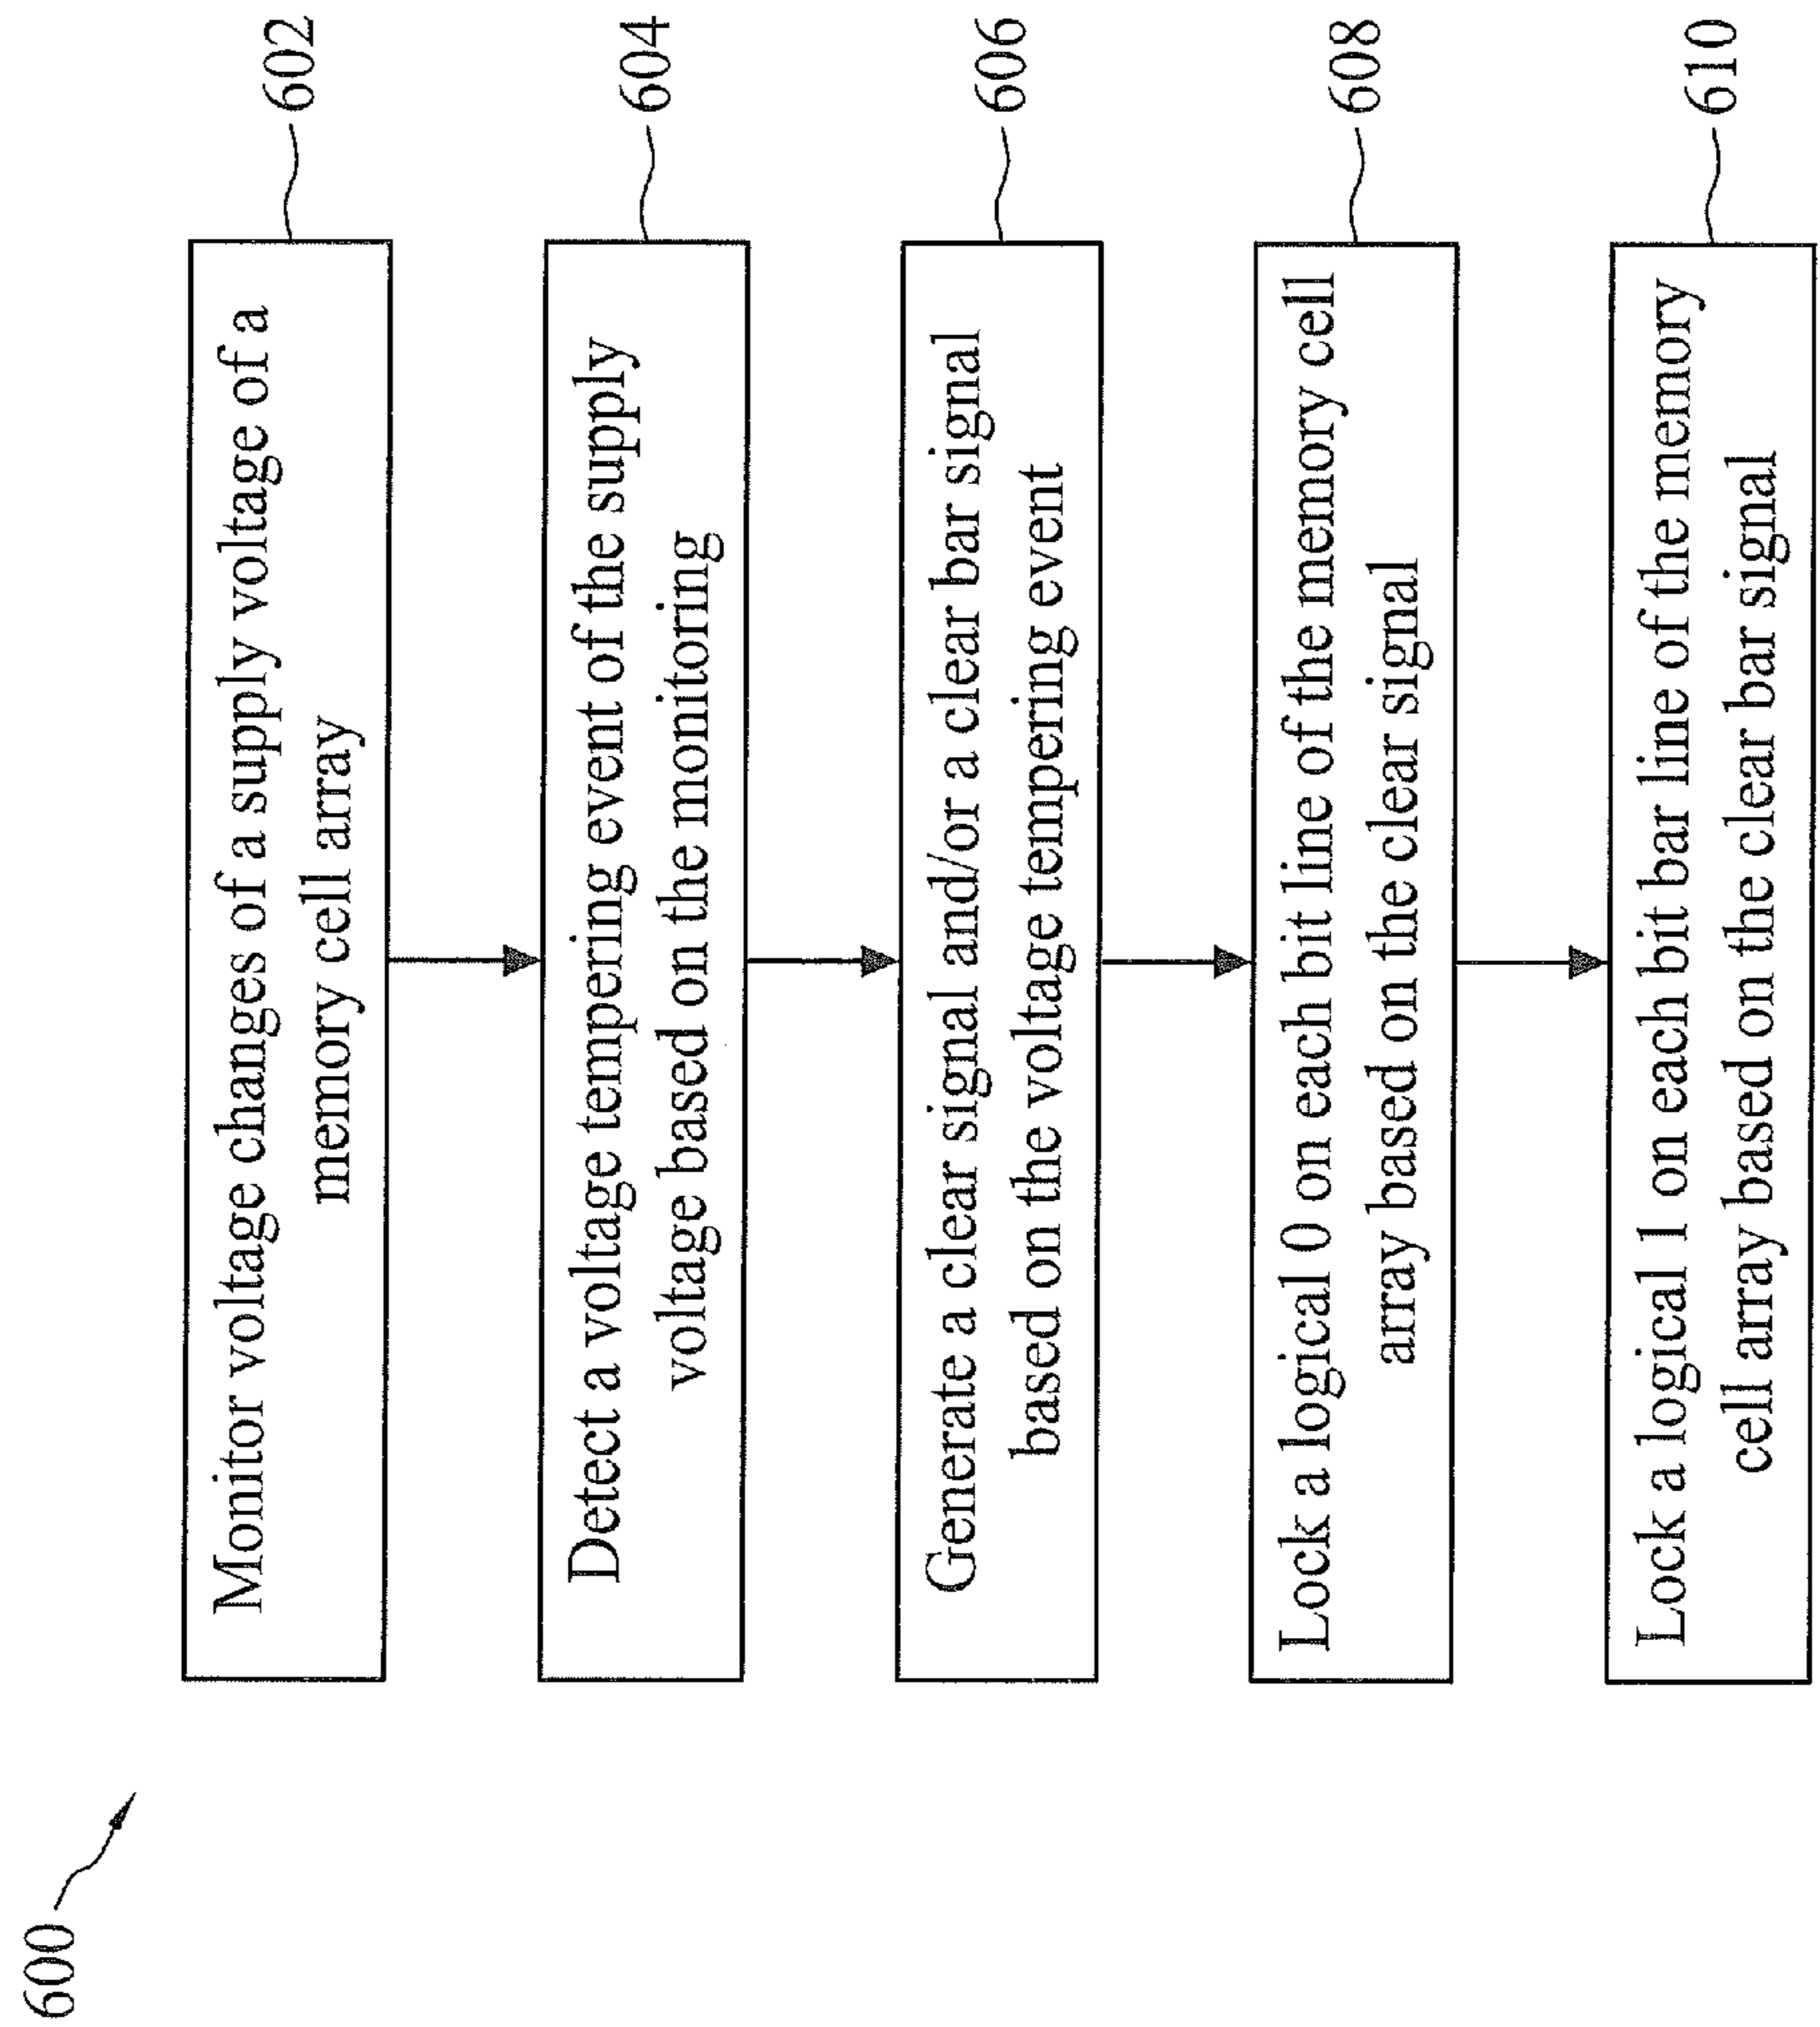 600
Monitor voltage changes of a supply voltage of a
memory cell array
602
Detect a voltage tempering event of the supply
voltage based on the monitoring
604
Generate a clear signal and/or a clear bar signal
based on the voltage tempering event
606
Lock a logical 0 on each bit line of the memory cell
array based on the clear signal
608
Lock a logical 1 on each bit bar line of the memory
cell array based on the clear bar signal
610